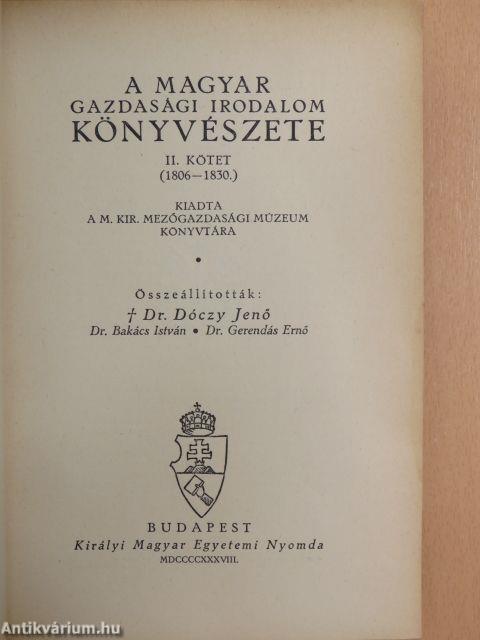 A MAGYAR
GAZDASÁGI IRODALOM
KÖNYVÉSZETE
II. KÖTET
(1806—1830.)
KIADTA
A M. KIR. MEZŐGAZDASÁGI MÚZEUM
KÖNYVTÁRA
•
Összeállították:
† Dr. Dóczy Jenő
Dr. Bakács István • Dr. Gerendás Ernő
BUDAPEST
Királyi Magyar Egyetemi Nyomda
MDCCCCXXXVIII.
Antikvárium.hu